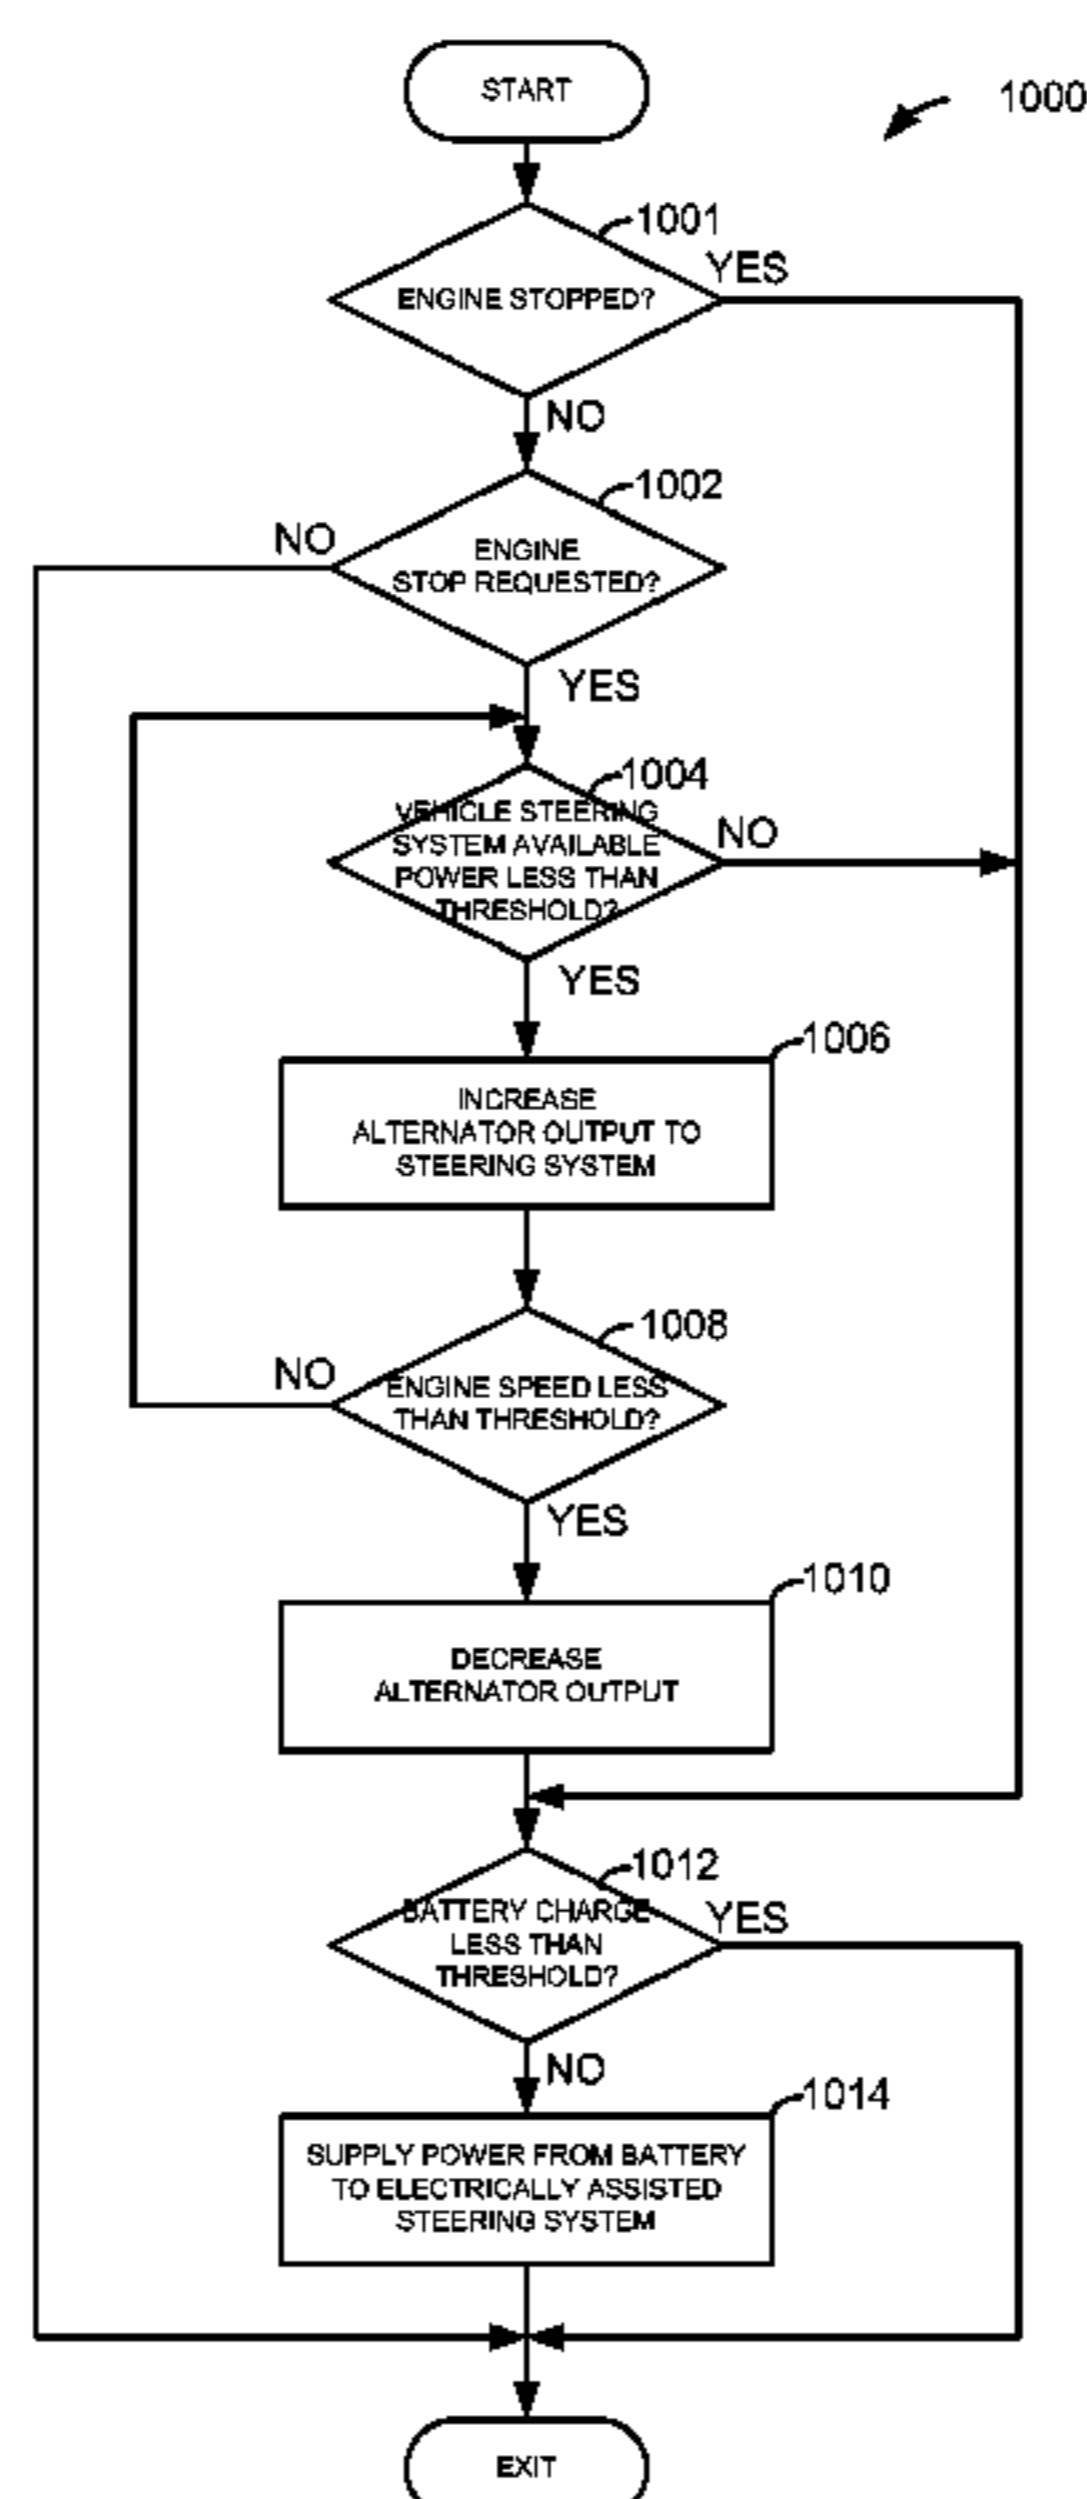 START
1000
1001
YES
ENGINE STOPPED?
NO
1002
NO
ENGINE
STOP REQUESTED?
YES
1004
VEHICLE STEERING
SYSTEM AVAILABLE
POWER LESS THAN
THRESHOLD?
NO
YES
1006
INCREASE
ALTERNATOR OUTPUT TO
STEERING SYSTEM
1008
NO
ENGINE SPEED LESS
THAN THRESHOLD?
YES
1010
DECREASE
ALTERNATOR OUTPUT
1012
YES
BATTERY CHARGE
LESS THAN
THRESHOLD?
NO
1014
SUPPLY POWER FROM BATTERY
TO ELECTRICALLY ASSISTED
STEERING SYSTEM
EXIT